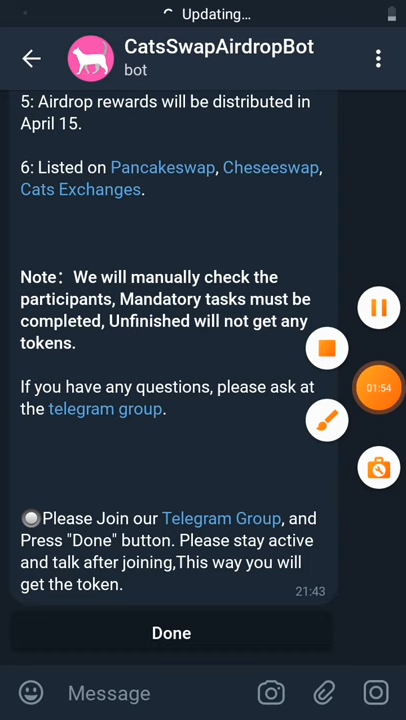 Updating...
CatsSwapAirdropBot
bot
5: Airdrop rewards will be distributed in
April 15.
6: Listed on Pancakeswap, Cheseeswap,
Cats Exchanges.
Note： We will manually check the
participants, Mandatory tasks must be
completed, Unfinished will not get any
tokens.
If you have any questions, please ask at
the telegram group.
🔘Please Join our Telegram Group, and
Press "Done" button. Please stay active
and talk after joining,This way you will
get the token.
21:43
01:54
Done
Message